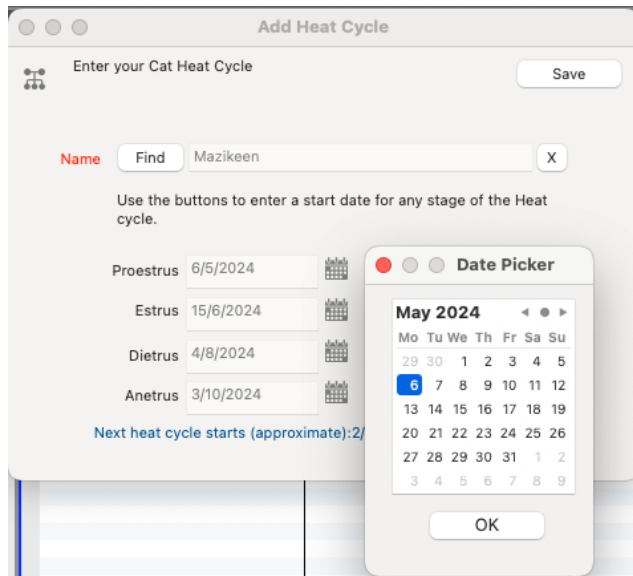 Add Heat Cycle
Enter your Cat Heat Cycle
Save
Name
Find
Mazikeen
X
Use the buttons to enter a start date for any stage of the Heat
cycle.
Proestrus 6/5/2024
Estrus 15/6/2024
Dietrus 4/8/2024
Anetrus 3/10/2024
Next heat cycle starts (approximate):2/
Date Picker
May 2024
Mo Tu We Th Fr Sa Su
29 30 1 2 3 4 5
6 7 8 9 10 11 12
13 14 15 16 17 18 19
20 21 22 23 24 25 26
27 28 29 30 31 1 2
3 4 5 6 7 8 9
OK